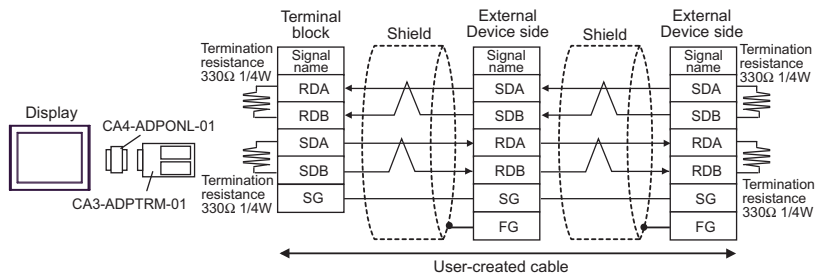 Terminal
block
Shield
External
Device side
Shield
External
Device side
Termination
resistance
330Ω 1/4W
Signal
name
Signal
name
Signal
name
Termination
resistance
330Ω 1/4W
RDA
SDA
SDA
RDB
SDB
SDB
Display
CA4-ADPONL-01
SDA
RDA
RDA
SDB
RDB
RDB
CA3-ADPTRM-01
Termination
resistance
330Ω 1/4W
SG
SG
SG
Termination
resistance
330Ω 1/4W
FG
FG
User-created cable